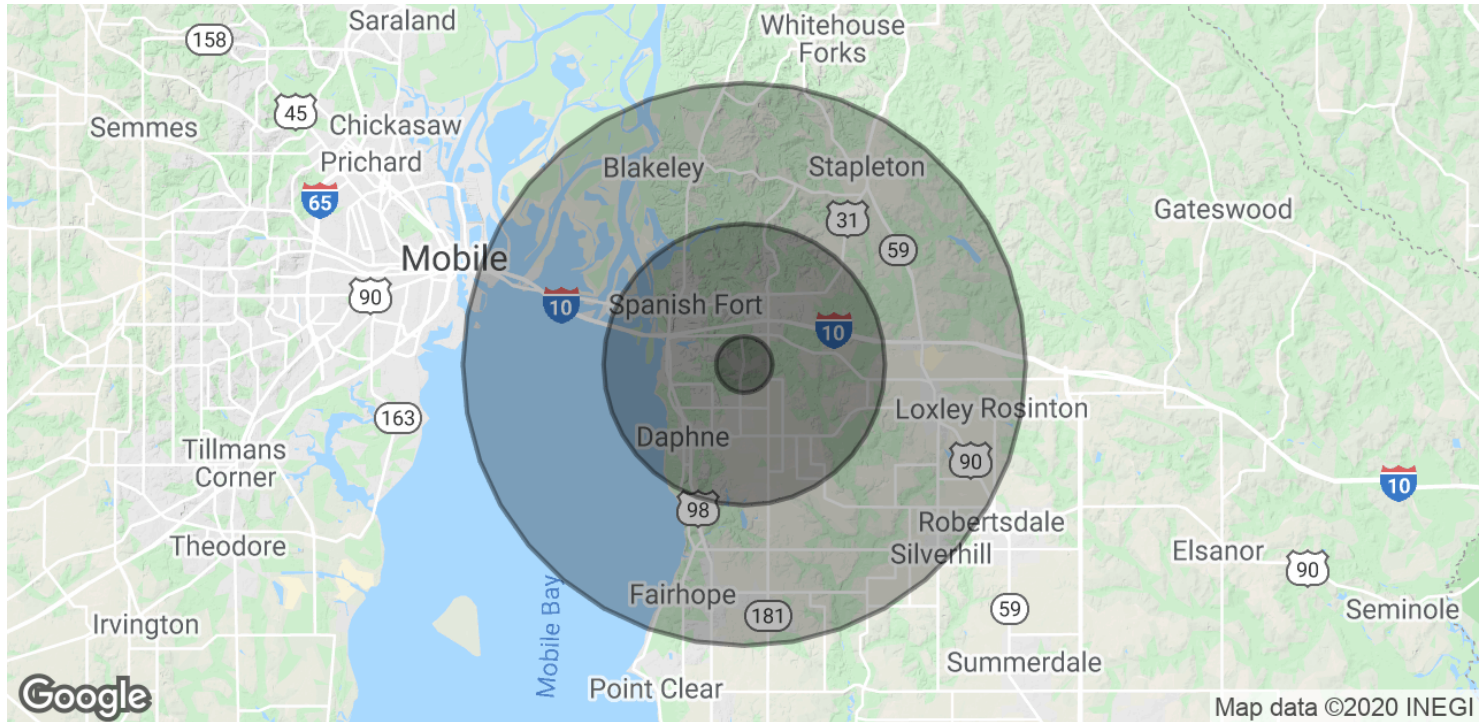 Saraland
Whitehouse
Forks
158
45
Semmes
Chickasaw
Prichard
Blakeley
Stapleton
65
31
Gateswood
59
Mobile
90
10
Spanish Fort
10
Loxley
Rosinton
163
Daphne
Tillmans
Corner
90
10
98
Robertsdale
Theodore
Silverhill
Elsanor
90
Mobile Bay
Fairhope
181
59
Seminole
Irvington
Summerdale
Point Clear
Google
Map data ©2020 INEGI